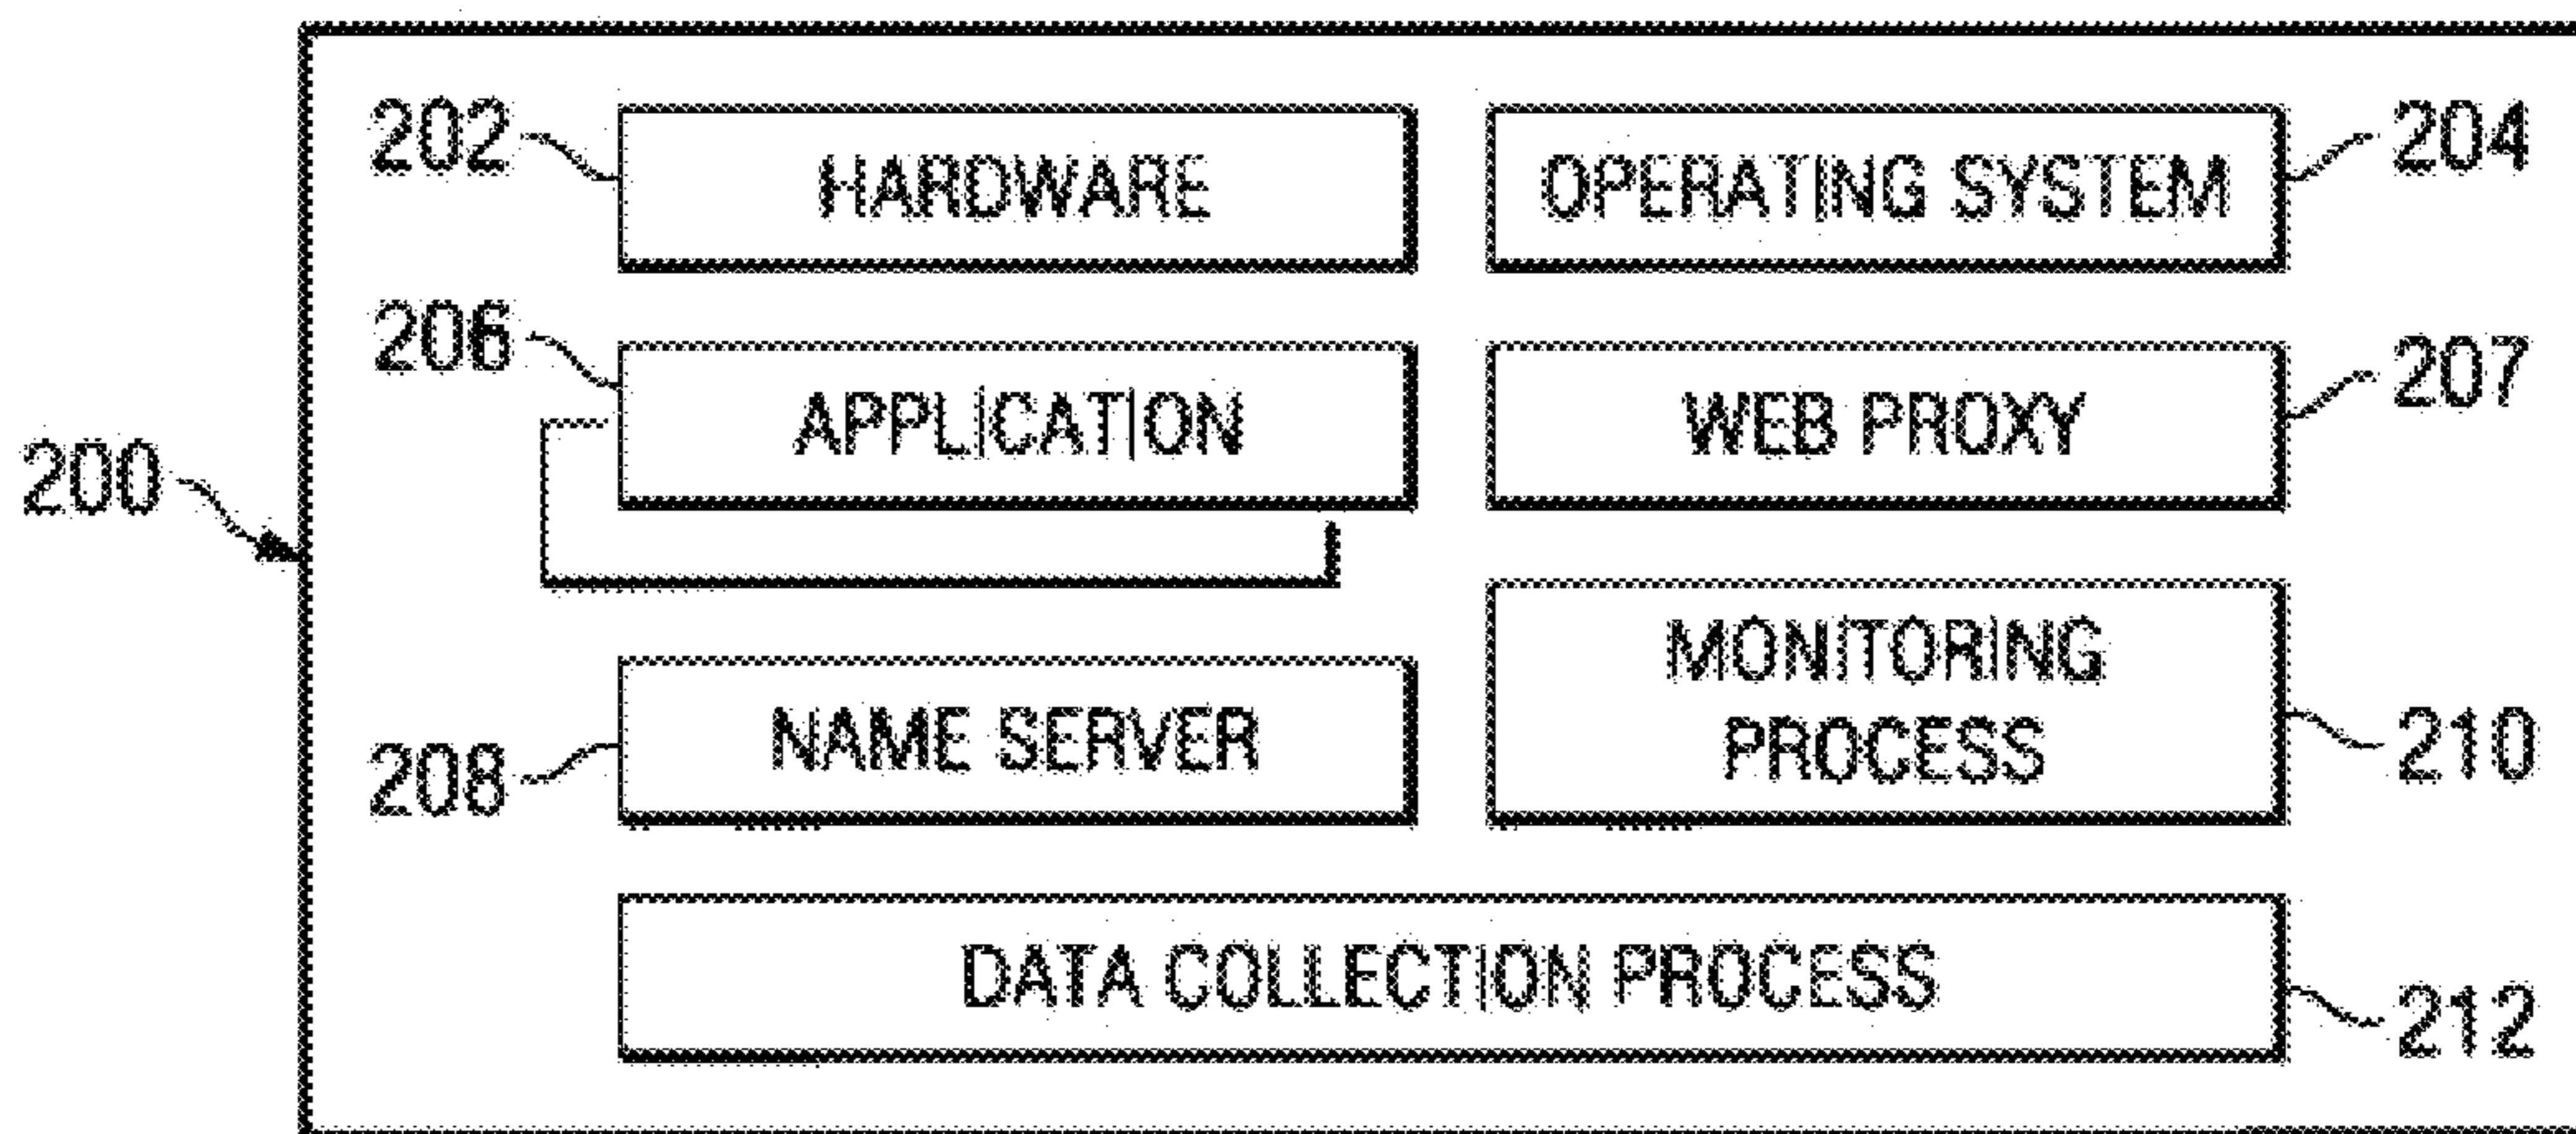 202
HARDWARE
OPERATING SYSTEM
204
206
APPLICATION
WEB PROXY
207
200
MONITORING
PROCESS
210
208
NAME SERVER
DATA COLLECTION PROCESS
212